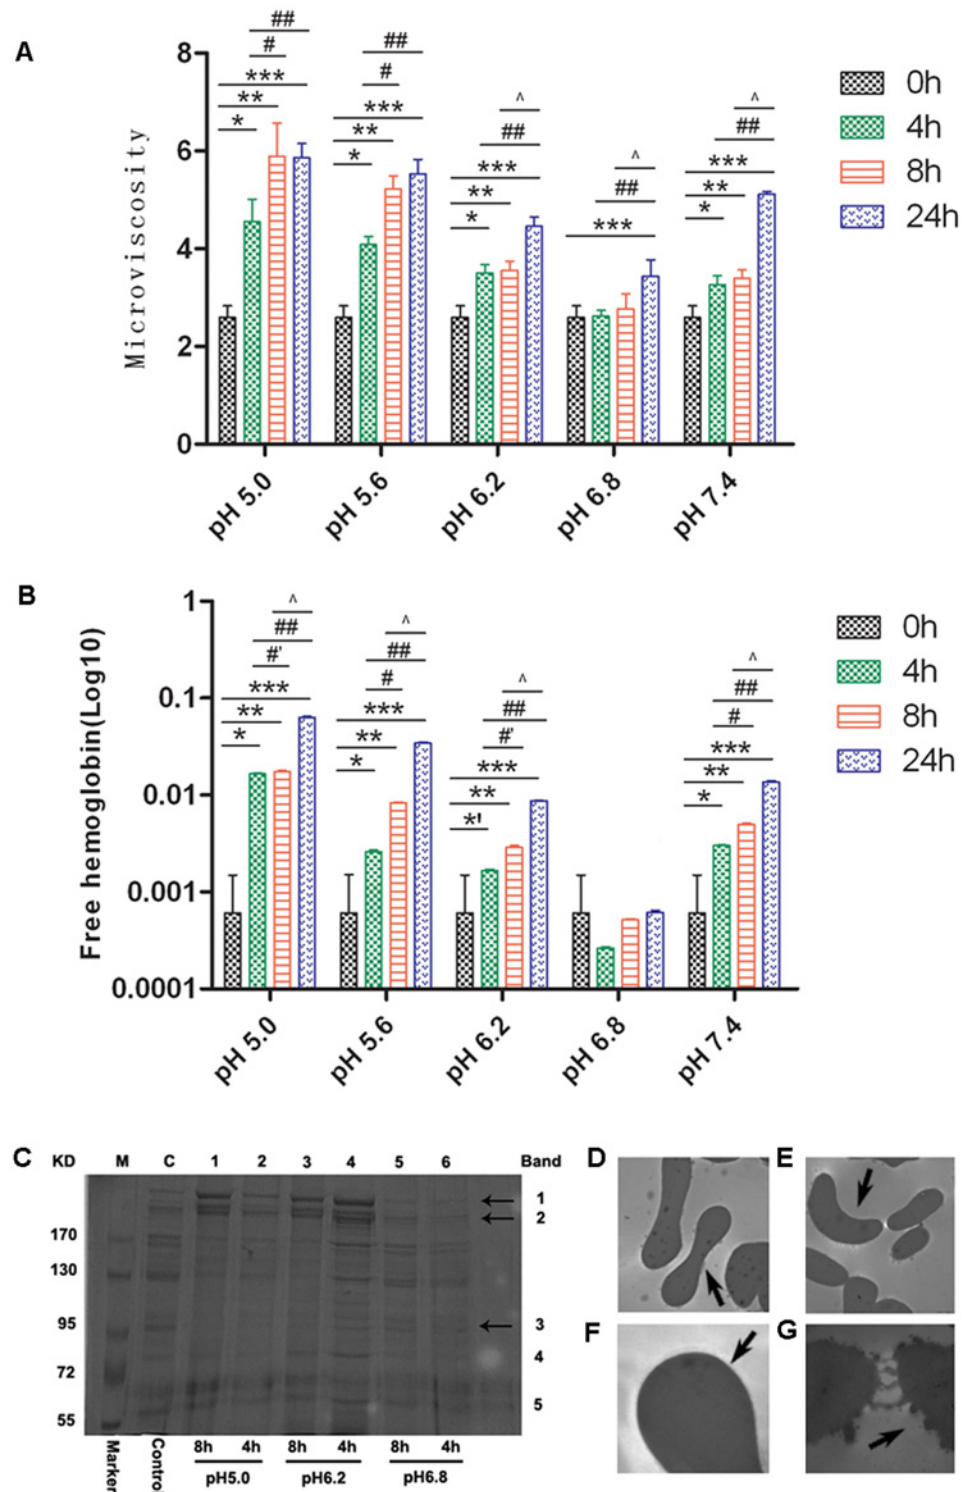 A
Microviscosity
8
6
4
2
0
##
#
***
**
*
##
#
***
**
*
^
##
***
**
*
^
##
***
^
##
***
**
*
pH 5.0
pH 5.6
pH 6.2
pH 6.8
pH 7.4
0h
4h
8h
24h
B
Free hemoglobin(Log10)
1
0.1
0.01
0.001
0.0001
^
##
#'
***
**
*
^
##
#
***
**
*
^
##
#'
***
**
*'
^
##
#
***
**
*
pH 5.0
pH 5.6
pH 6.2
pH 6.8
pH 7.4
0h
4h
8h
24h
C
KD M C 1 2 3 4 5 6 Band
170
130
95
72
55
1
2
3
4
5
Marker
Control
8h 4h 8h 4h 8h 4h
pH5.0 pH6.2 pH6.8
D
E
F
G